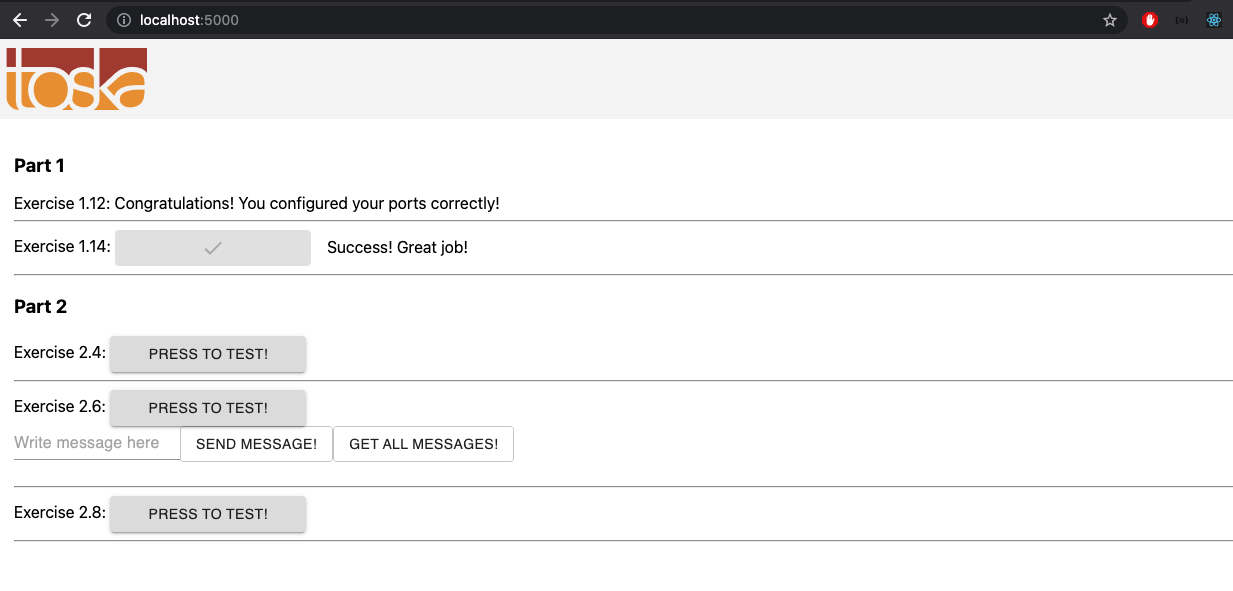 localhost:5000
toska
Part 1
Exercise 1.12: Congratulations! You configured your ports correctly!
Exercise 1.14: Success! Great job!
Part 2
Exercise 2.4: PRESS TO TEST!
Exercise 2.6: PRESS TO TEST!
Write message here SEND MESSAGE! GET ALL MESSAGES!
Exercise 2.8: PRESS TO TEST!